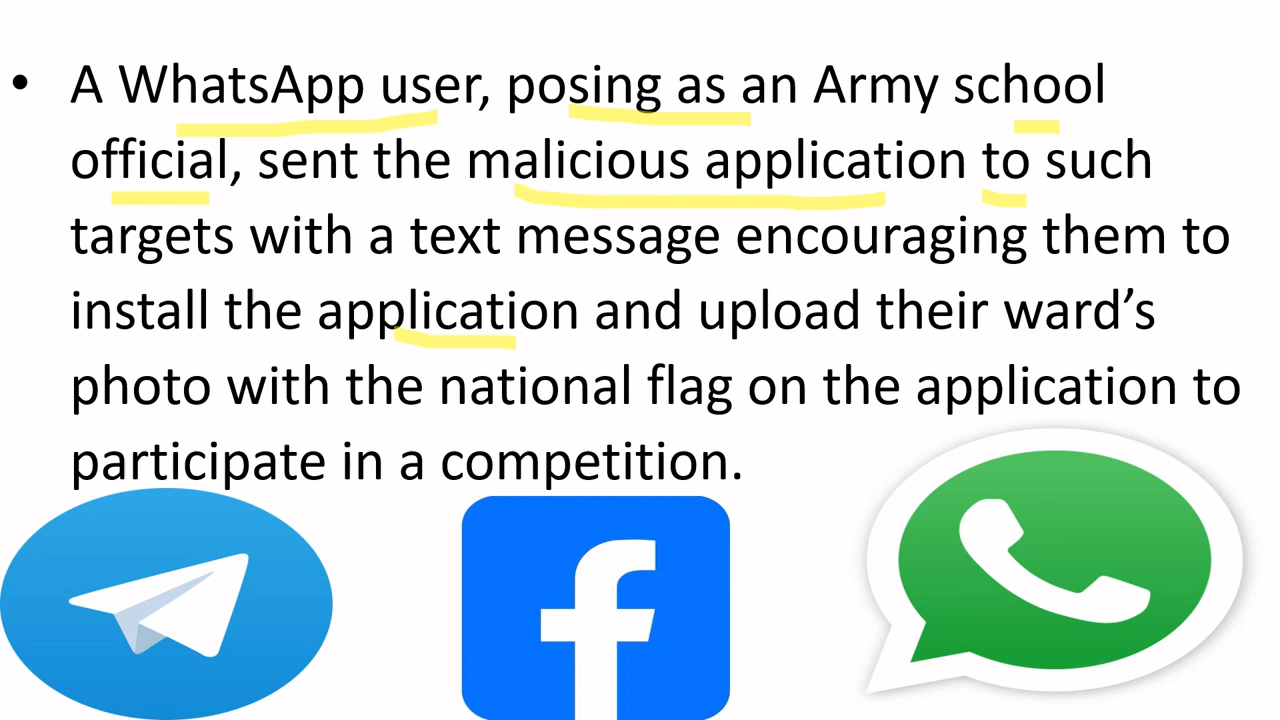 • A WhatsApp user, posing as an Army school
official, sent the malicious application to such
targets with a text message encouraging them to
install the application and upload their ward’s
photo with the national flag on the application to
participate in a competition.